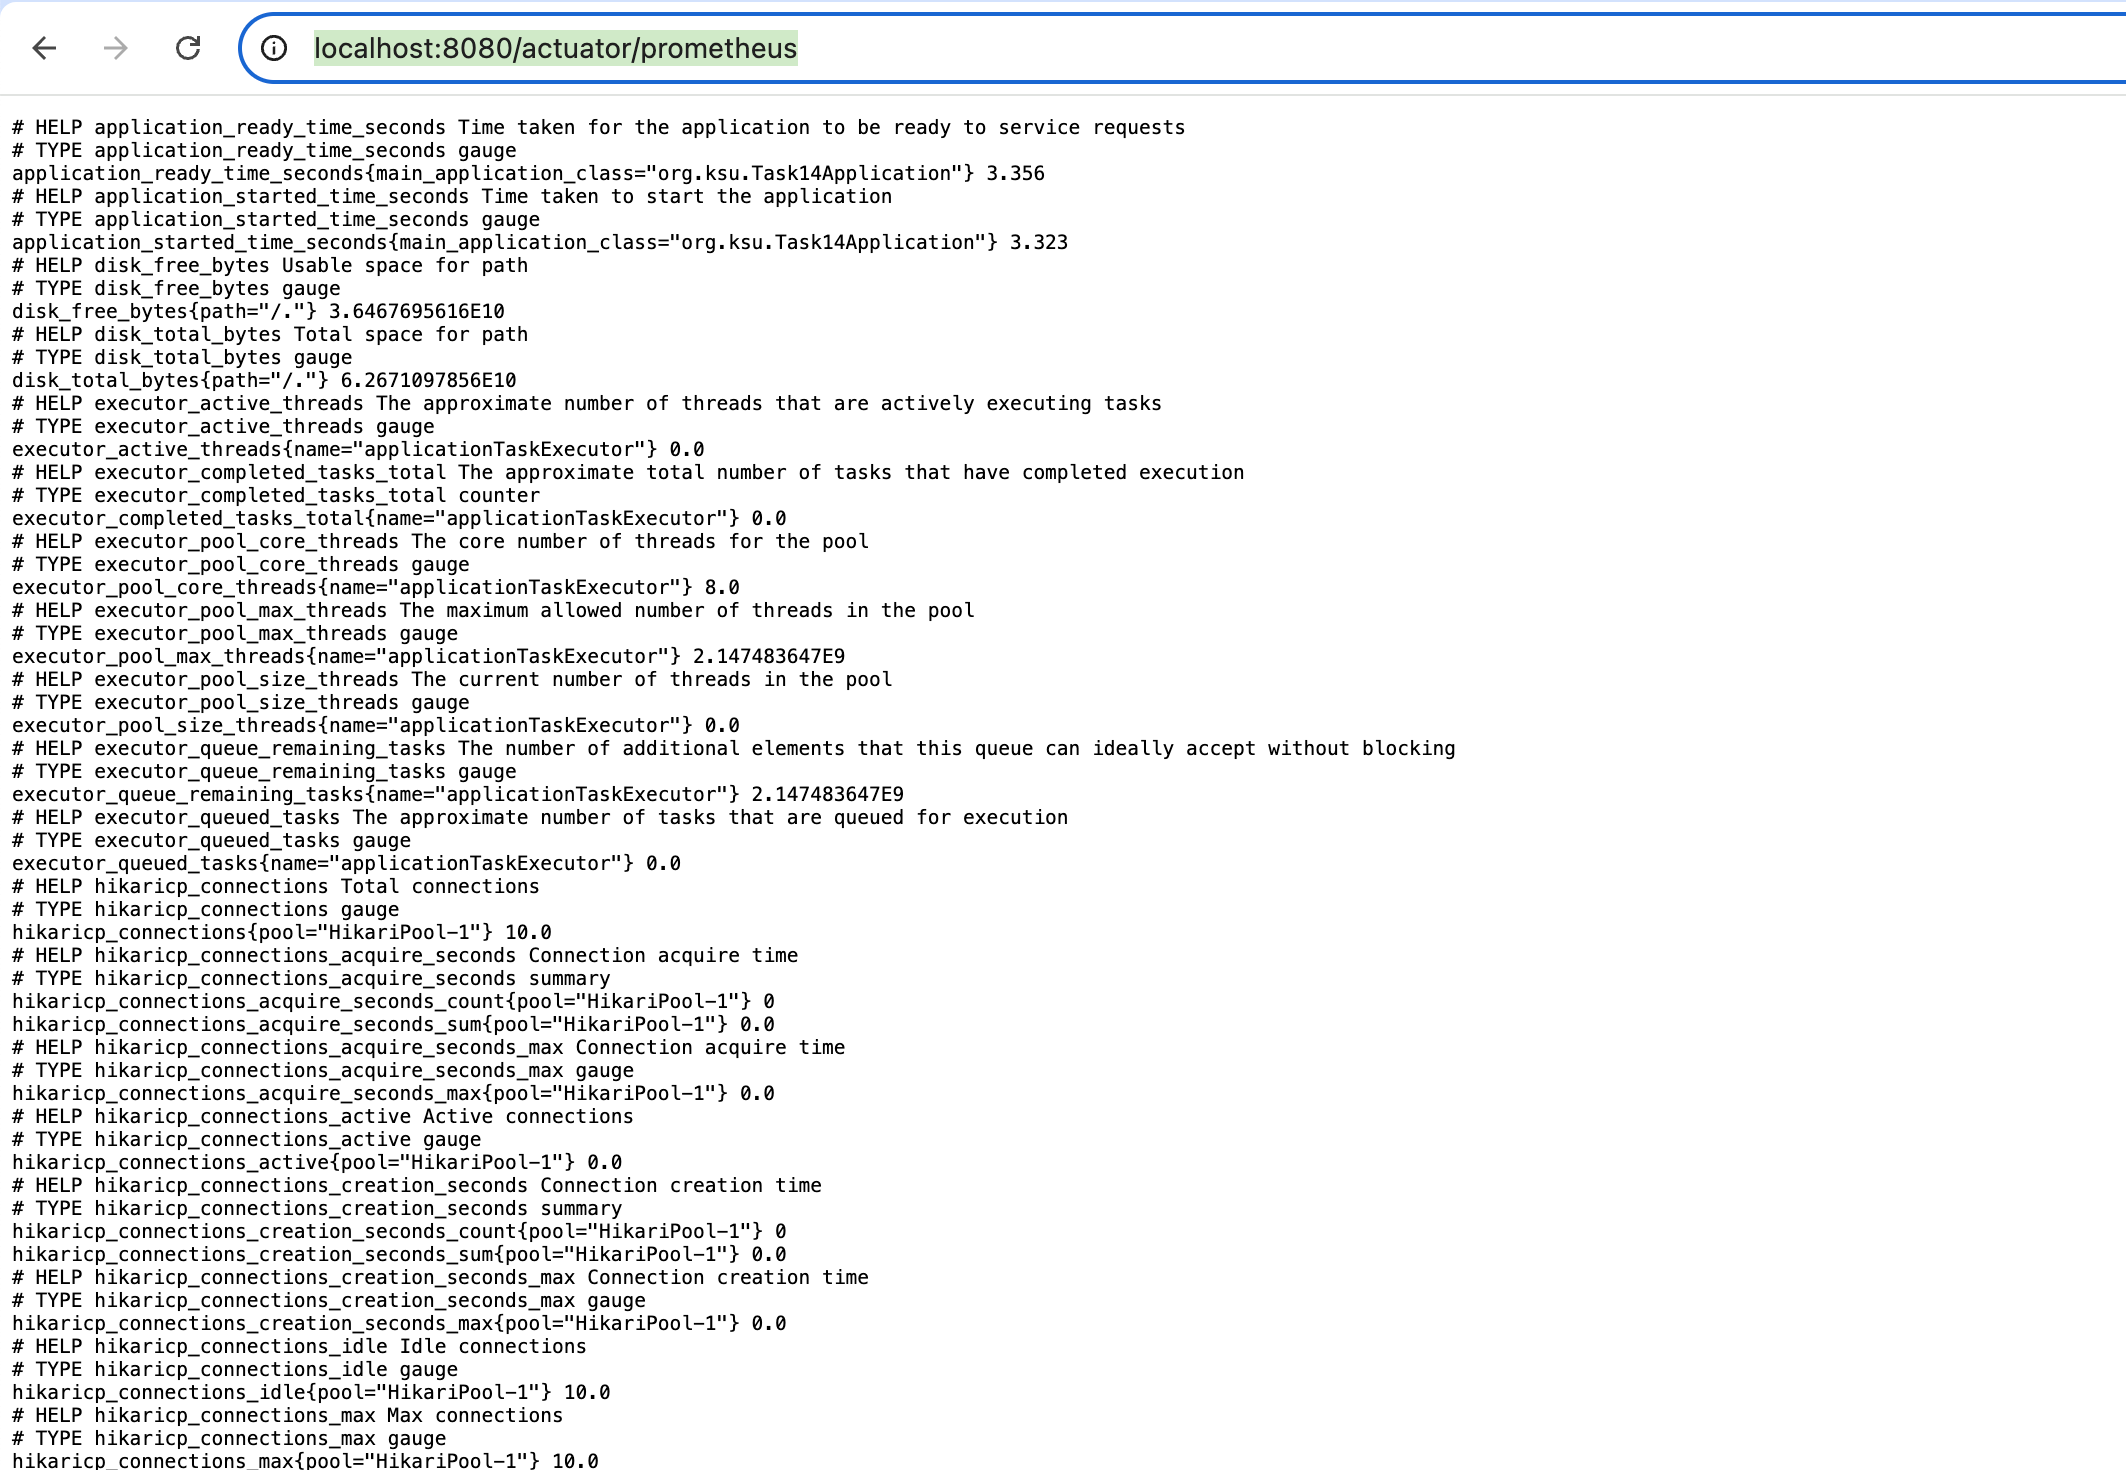 localhost:8080/actuator/prometheus
# HELP application_ready_time_seconds Time taken for the application to be ready to service requests
# TYPE application_ready_time_seconds gauge
application_ready_time_seconds{main_application_class="org.ksu.Task14Application"} 3.356
# HELP application_started_time_seconds Time taken to start the application
# TYPE application_started_time_seconds gauge
application_started_time_seconds{main_application_class="org.ksu.Task14Application"} 3.323
# HELP disk_free_bytes Usable space for path
# TYPE disk_free_bytes gauge
disk_free_bytes{path="/."} 3.6467695616E10
# HELP disk_total_bytes Total space for path
# TYPE disk_total_bytes gauge
disk_total_bytes{path="/."} 6.2671097856E10
# HELP executor_active_threads The approximate number of threads that are actively executing tasks
# TYPE executor_active_threads gauge
executor_active_threads{name="applicationTaskExecutor"} 0.0
# HELP executor_completed_tasks_total The approximate total number of tasks that have completed execution
# TYPE executor_completed_tasks_total counter
executor_completed_tasks_total{name="applicationTaskExecutor"} 0.0
# HELP executor_pool_core_threads The core number of threads for the pool
# TYPE executor_pool_core_threads gauge
executor_pool_core_threads{name="applicationTaskExecutor"} 8.0
# HELP executor_pool_max_threads The maximum allowed number of threads in the pool
# TYPE executor_pool_max_threads gauge
executor_pool_max_threads{name="applicationTaskExecutor"} 2.147483647E9
# HELP executor_pool_size_threads The current number of threads in the pool
# TYPE executor_pool_size_threads gauge
executor_pool_size_threads{name="applicationTaskExecutor"} 0.0
# HELP executor_queue_remaining_tasks The number of additional elements that this queue can ideally accept without blocking
# TYPE executor_queue_remaining_tasks gauge
executor_queue_remaining_tasks{name="applicationTaskExecutor"} 2.147483647E9
# HELP executor_queued_tasks The approximate number of tasks that are queued for execution
# TYPE executor_queued_tasks gauge
executor_queued_tasks{name="applicationTaskExecutor"} 0.0
# HELP hikaricp_connections Total connections
# TYPE hikaricp_connections gauge
hikaricp_connections{pool="HikariPool-1"} 10.0
# HELP hikaricp_connections_acquire_seconds Connection acquire time
# TYPE hikaricp_connections_acquire_seconds summary
hikaricp_connections_acquire_seconds_count{pool="HikariPool-1"} 0
hikaricp_connections_acquire_seconds_sum{pool="HikariPool-1"} 0.0
# HELP hikaricp_connections_acquire_seconds_max Connection acquire time
# TYPE hikaricp_connections_acquire_seconds_max gauge
hikaricp_connections_acquire_seconds_max{pool="HikariPool-1"} 0.0
# HELP hikaricp_connections_active Active connections
# TYPE hikaricp_connections_active gauge
hikaricp_connections_active{pool="HikariPool-1"} 0.0
# HELP hikaricp_connections_creation_seconds Connection creation time
# TYPE hikaricp_connections_creation_seconds summary
hikaricp_connections_creation_seconds_count{pool="HikariPool-1"} 0
hikaricp_connections_creation_seconds_sum{pool="HikariPool-1"} 0.0
# HELP hikaricp_connections_creation_seconds_max Connection creation time
# TYPE hikaricp_connections_creation_seconds_max gauge
hikaricp_connections_creation_seconds_max{pool="HikariPool-1"} 0.0
# HELP hikaricp_connections_idle Idle connections
# TYPE hikaricp_connections_idle gauge
hikaricp_connections_idle{pool="HikariPool-1"} 10.0
# HELP hikaricp_connections_max Max connections
# TYPE hikaricp_connections_max gauge
hikaricp_connections_max{pool="HikariPool-1"} 10.0